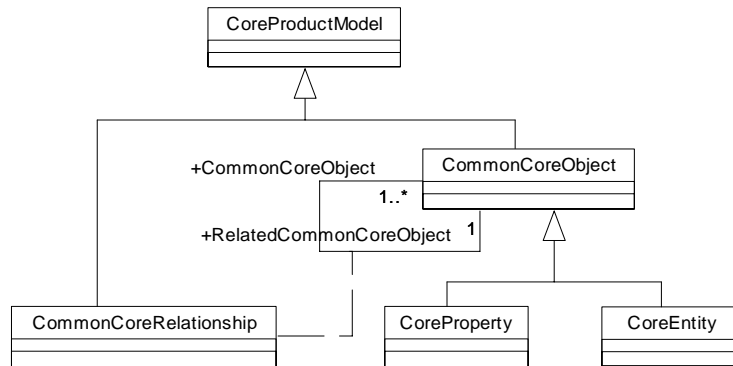 CoreProductModel
CommonCoreObject
+CommonCoreObject
1..*
+RelatedCommonCoreObject
1
CommonCoreRelationship
CoreProperty
CoreEntity